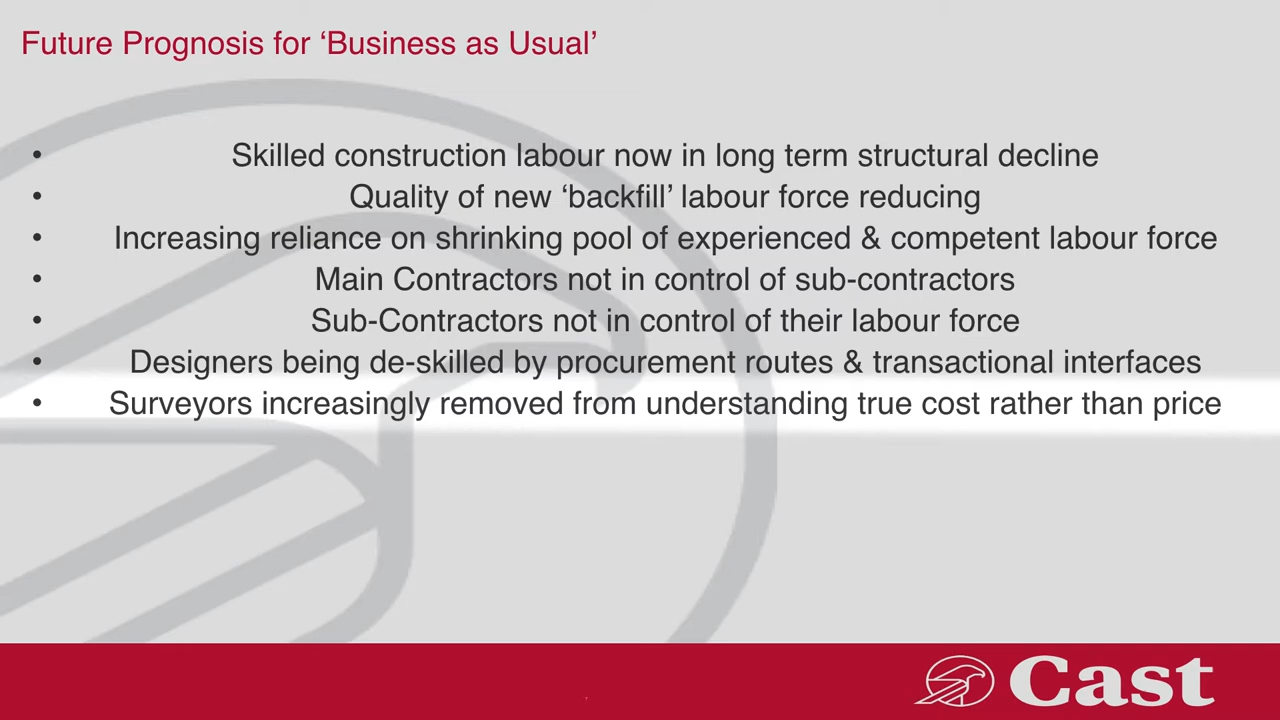 Future Prognosis for ‘Business as Usual’
• Skilled construction labour now in long term structural decline
• Quality of new ‘backfill’ labour force reducing
• Increasing reliance on shrinking pool of experienced & competent labour force
• Main Contractors not in control of sub-contractors
• Sub-Contractors not in control of their labour force
• Designers being de-skilled by procurement routes & transactional interfaces
• Surveyors increasingly removed from understanding true cost rather than price
Cast